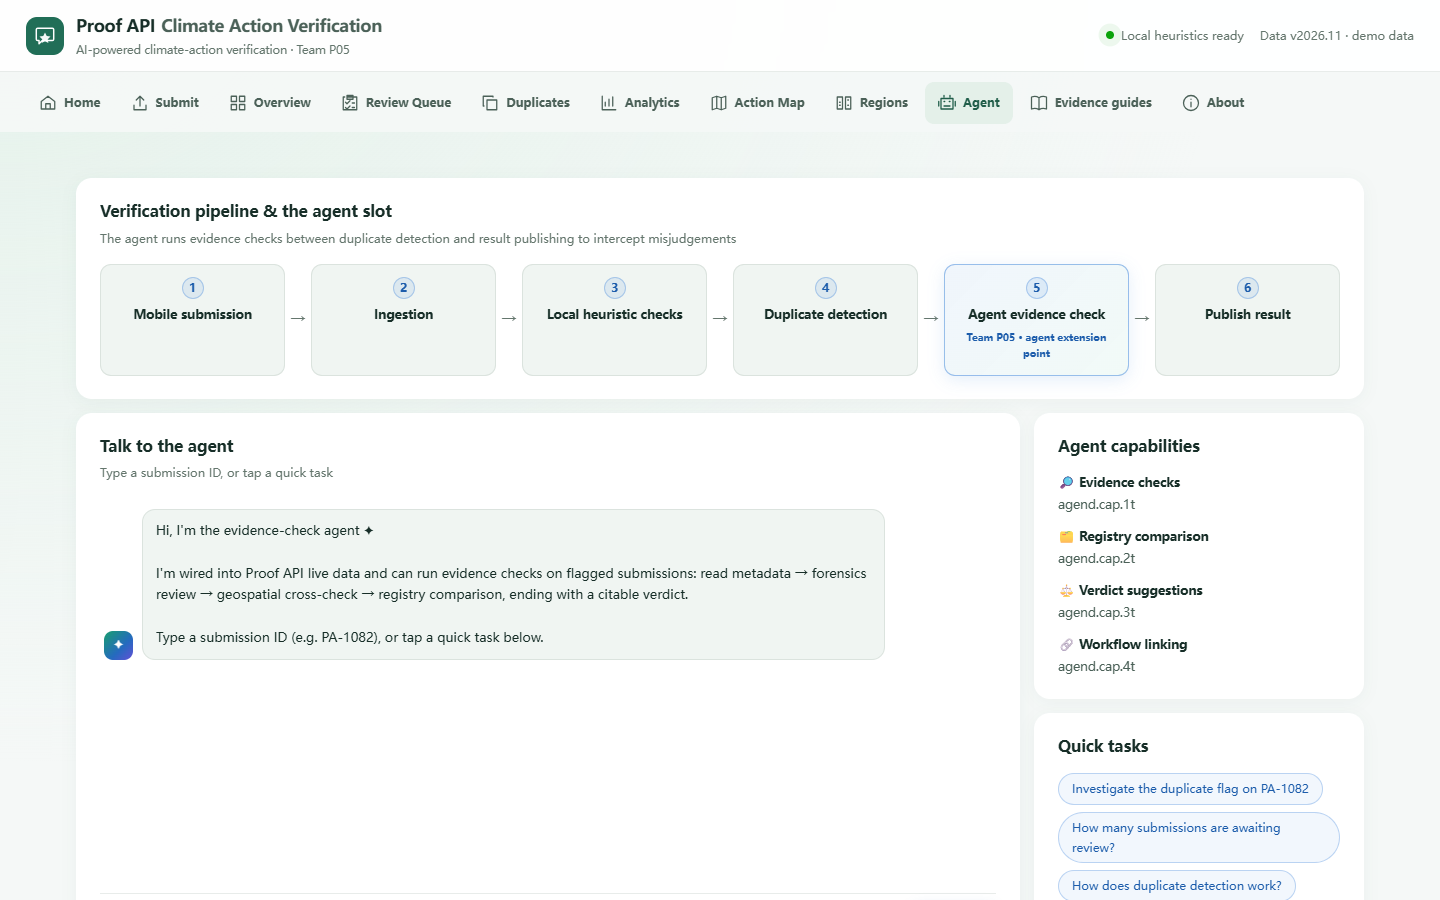 Proof API Climate Action Verification
AI-powered climate-action verification · Team P05
Local heuristics ready
Data v2026.11 · demo data
Home
Submit
Overview
Review Queue
Duplicates
Analytics
Action Map
Regions
Agent
Evidence guides
About
Verification pipeline & the agent slot
The agent runs evidence checks between duplicate detection and result publishing to intercept misjudgements
1
Mobile submission
→
2
Ingestion
→
3
Local heuristic checks
→
4
Duplicate detection
→
5
Agent evidence check
Team P05 • agent extension
point
→
6
Publish result
Talk to the agent
Type a submission ID, or tap a quick task
Hi, I'm the evidence-check agent ✦
I'm wired into Proof API live data and can run evidence checks on flagged submissions: read metadata → forensics
review → geospatial cross-check → registry comparison, ending with a citable verdict.
Type a submission ID (e.g. PA-1082), or tap a quick task below.
Agent capabilities
Evidence checks
agend.cap.1t
Registry comparison
agend.cap.2t
Verdict suggestions
agend.cap.3t
Workflow linking
agend.cap.4t
Quick tasks
Investigate the duplicate flag on PA-1082
How many submissions are awaiting
review?
How does duplicate detection work?